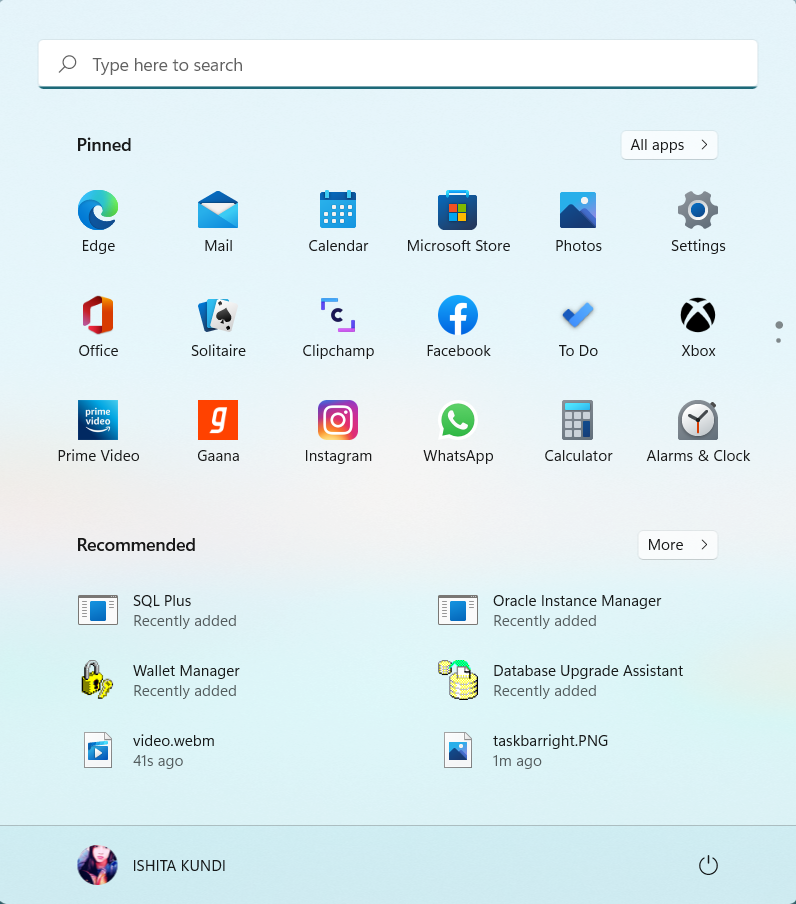 Type here to search
Pinned
All apps
Edge
Mail
Calendar
Microsoft Store
Photos
Settings
Office
Solitaire
C
Clipchamp
Facebook
To Do
Xbox
prime
video
Prime Video
g
Gaana
Instagram
WhatsApp
Calculator
Alarms & Clock
Recommended
More
SQL Plus
Recently added
Oracle Instance Manager
Recently added
Wallet Manager
Recently added
Database Upgrade Assistant
Recently added
video.webm
41s ago
taskbarright.PNG
1m ago
ISHITA KUNDI